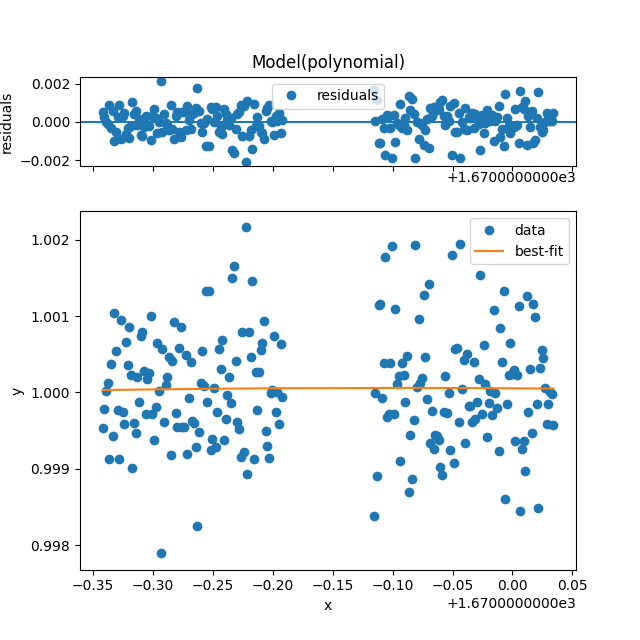 Model(polynomial)
residuals
0.002
0.000
−0.002
residuals
+1.6700000000e3
y
1.002
1.001
1.000
0.999
0.998
data
best-fit
−0.35 −0.30 −0.25 −0.20 −0.15 −0.10 −0.05 0.00 0.05
x
+1.6700000000e3